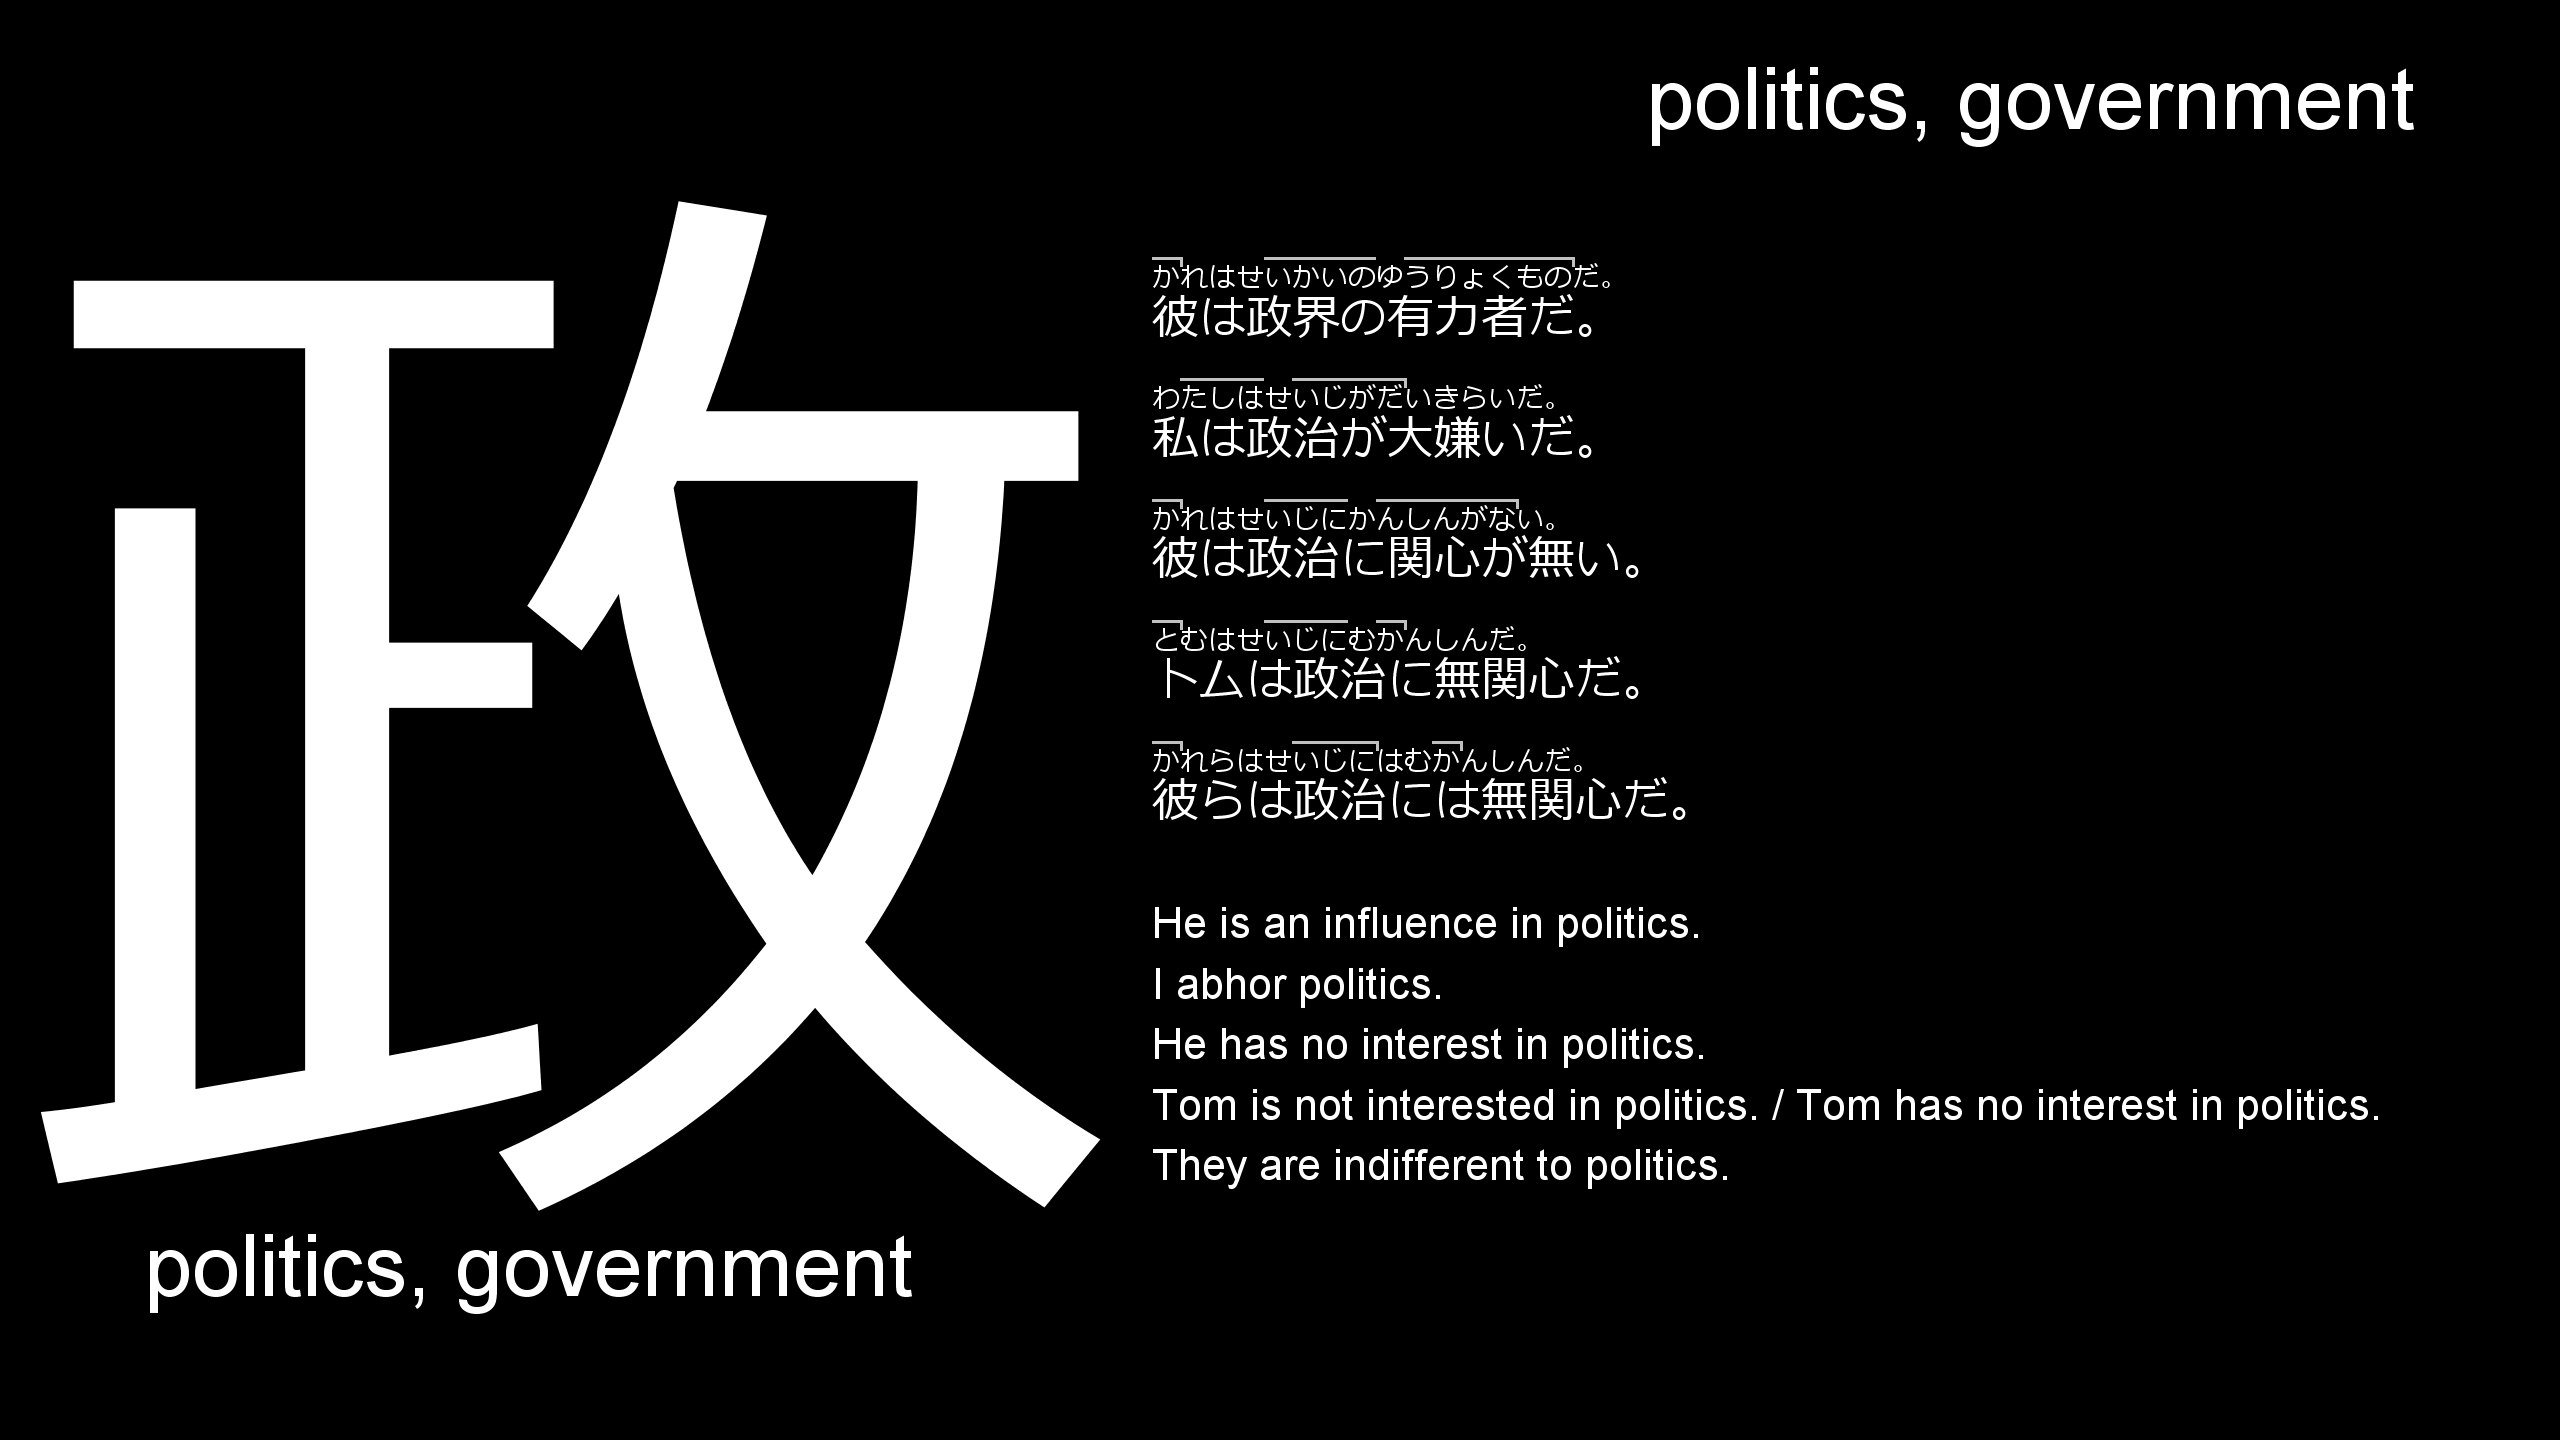 politics, government
政
かれはせいかいのゆうりょくものだ。
彼は政界の有力者だ。
わたしはせいじがだいきらいだ。
私は政治が大嫌いだ。
かれはせいじにかんしんがない。
彼は政治に関心が無い。
とむはせいじにむかんしんだ。
トムは政治に無関心だ。
かれらはせいじにはむかんしんだ。
彼らは政治には無関心だ。
He is an influence in politics.
I abhor politics.
He has no interest in politics.
Tom is not interested in politics. / Tom has no interest in politics.
They are indifferent to politics.
politics, government